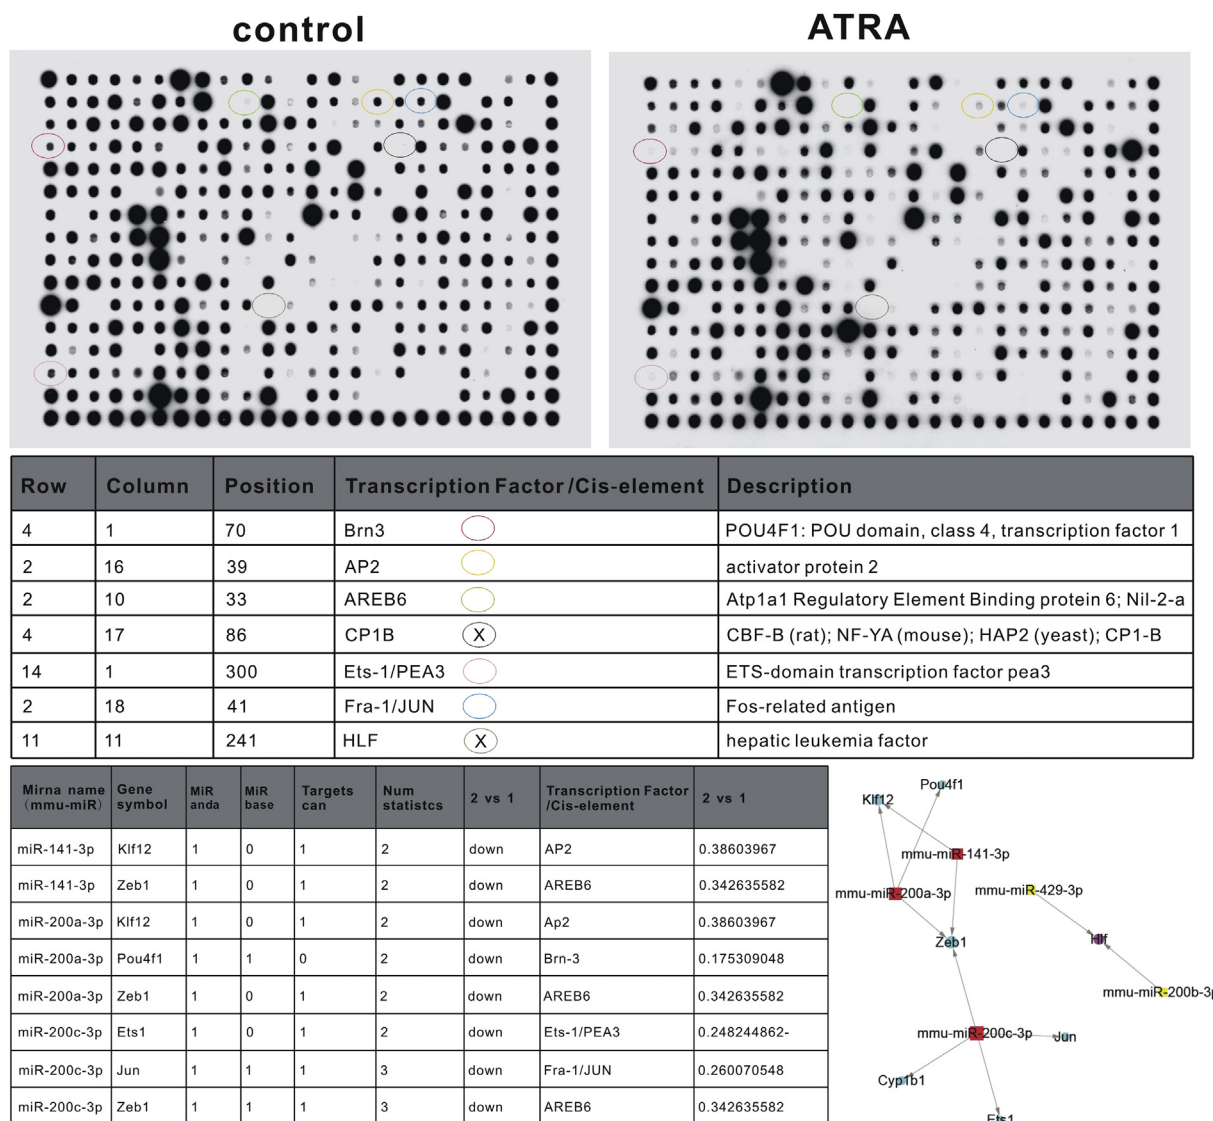 control
ATRA
Row Column Position Transcription Factor /Cis-element Description
4 1 70 Brn3 POU4F1: POU domain, class 4, transcription factor 1
2 16 39 AP2 activator protein 2
2 10 33 AREB6 Atp1a1 Regulatory Element Binding protein 6; Nil-2-a
4 17 86 CP1B X CBF-B (rat); NF-YA (mouse); HAP2 (yeast); CP1-B
14 1 300 Ets-1/PEA3 ETS-domain transcription factor pea3
2 18 41 Fra-1/JUN Fos-related antigen
11 11 241 HLF X hepatic leukemia factor
Mirna name Gene MiR MiR Targets Num 2 vs 1 Transcription Factor 2 vs 1
(mmu-miR) symbol anda base can statistcs /Cis-element
miR-141-3p Klf12 1 0 1 2 down AP2 0.38603967
miR-141-3p Zeb1 1 0 1 2 down AREB6 0.342635582
miR-200a-3p Klf12 1 0 1 2 down Ap2 0.38603967
miR-200a-3p Pou4f1 1 1 0 2 down Brn-3 0.175309048
miR-200a-3p Zeb1 1 0 1 2 down AREB6 0.342635582
miR-200c-3p Ets1 1 0 1 2 down Ets-1/PEA3 0.248244862-
miR-200c-3p Jun 1 1 1 3 down Fra-1/JUN 0.260070548
miR-200c-3p Zeb1 1 1 1 3 down AREB6 0.342635582
Pou4f1
Klf12
mmu-miR-141-3p
mmu-miR-200a-3p
mmu-miR-429-3p
Zeb1
Hlf
mmu-miR-200b-3p
mmu-miR-200c-3p
Jun
Cyp1b1
Ets1